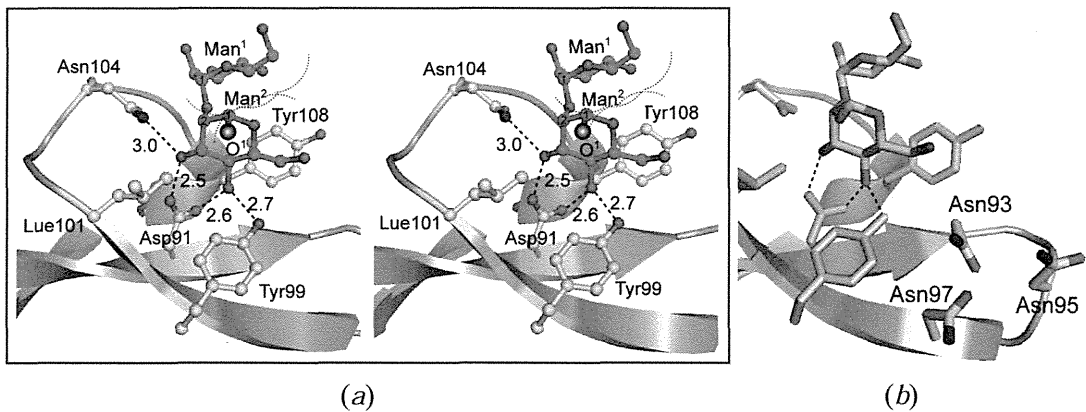 Man¹
Asn104
Man²
Tyr108
3.0
O¹
2.5
2.6
2.7
Lue101
Asp91
Tyr99
Man¹
Asn104
Man²
Tyr108
3.0
O¹
2.5
2.6
2.7
Lue101
Asp91
Tyr99
Asn93
Asn97
Asn95
(a)
(b)